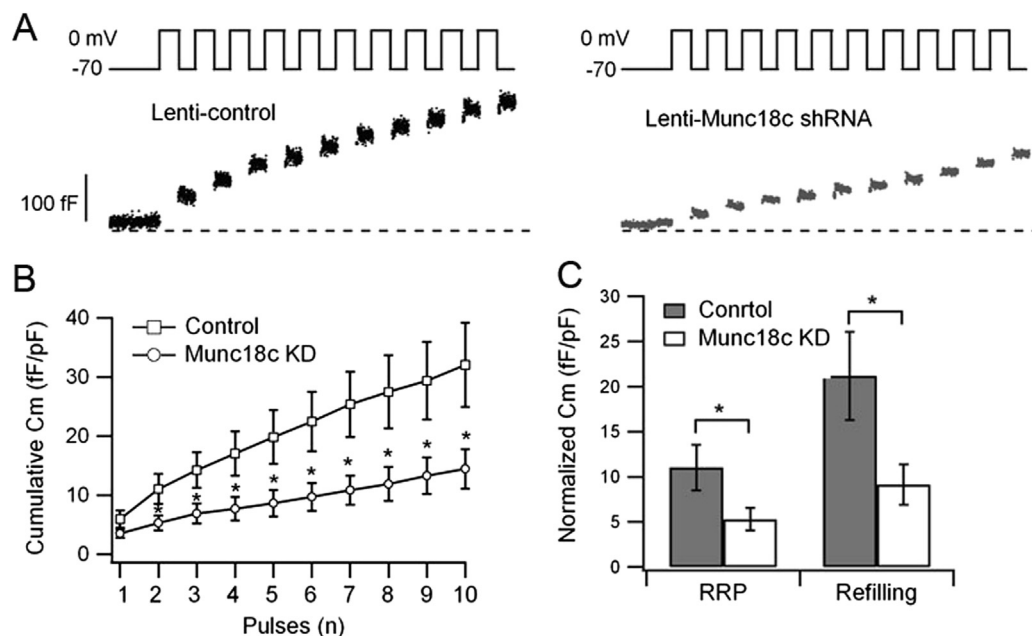 A
0 mV
-70
Lenti-control
100 fF
0 mV
-70
Lenti-Munc18c shRNA
B
Cumulative Cm (fF/pF)
40
30
20
10
0
Control
Munc18c KD
* * * * * * * * *
1 2 3 4 5 6 7 8 9 10
Pulses (n)
C
Normalized Cm (fF/pF)
30
25
20
15
10
5
0
Conrtol
Munc18c KD
*
*
RRP Refilling